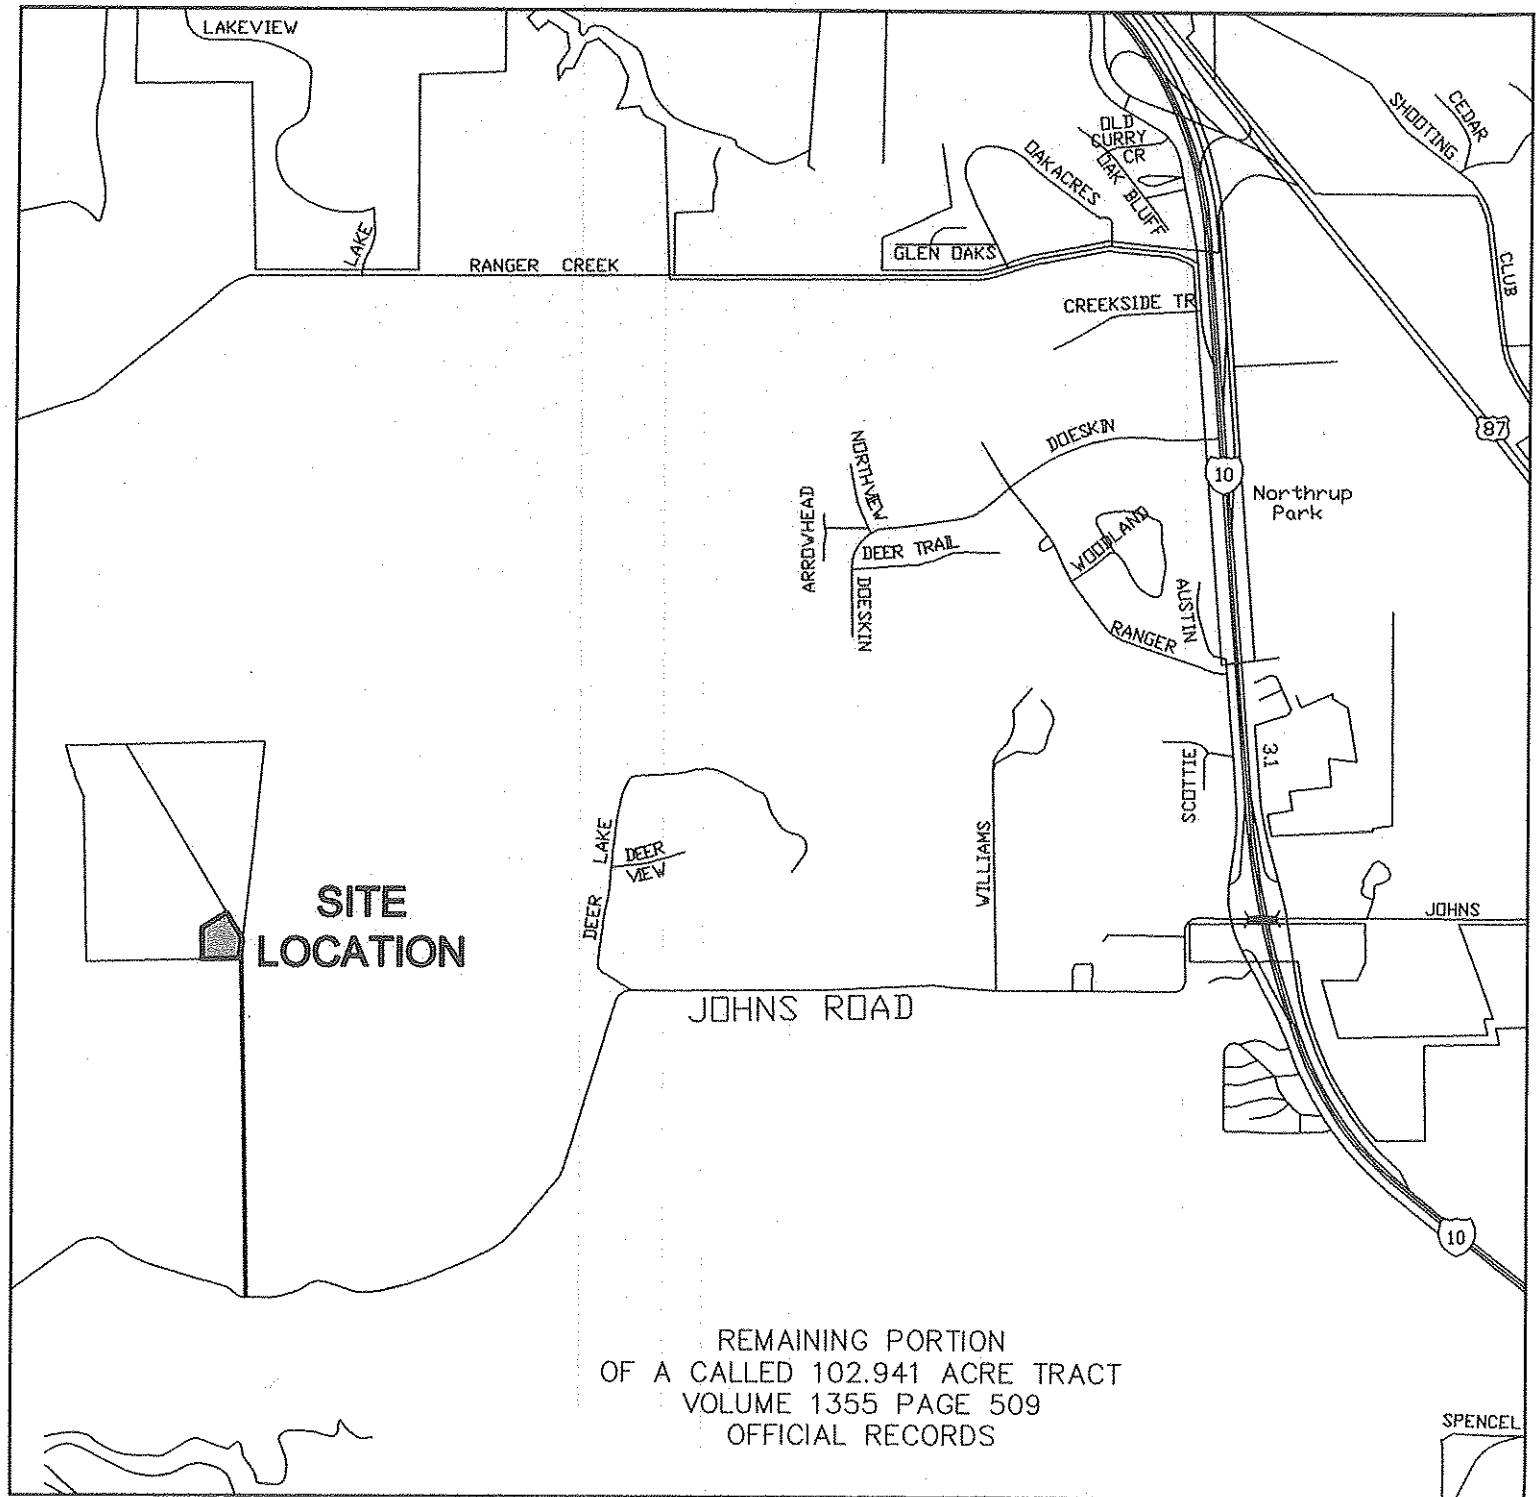 LAKEVIEW
CEDAR
SHOOTING
OLD
CURRY
CR
OAKACRES
OAK BLUFF
LAKE
RANGER CREEK
GLEN OAKS
CLUB
CREEKSIDE TR
87
DOESKIN
NORTHVIEW
10
Northrup
Park
ARROWHEAD
DEER TRAIL
WOODLAND
DOESKIN
AUSTIN
RANGER
SCOTTIE
3.1
DEER LAKE
DEER
VIEW
WILLIAMS
SITE
LOCATION
JOHNS
JOHNS ROAD
10
REMAINING PORTION
OF A CALLED 102.941 ACRE TRACT
VOLUME 1355 PAGE 509
OFFICIAL RECORDS
SPENCEL